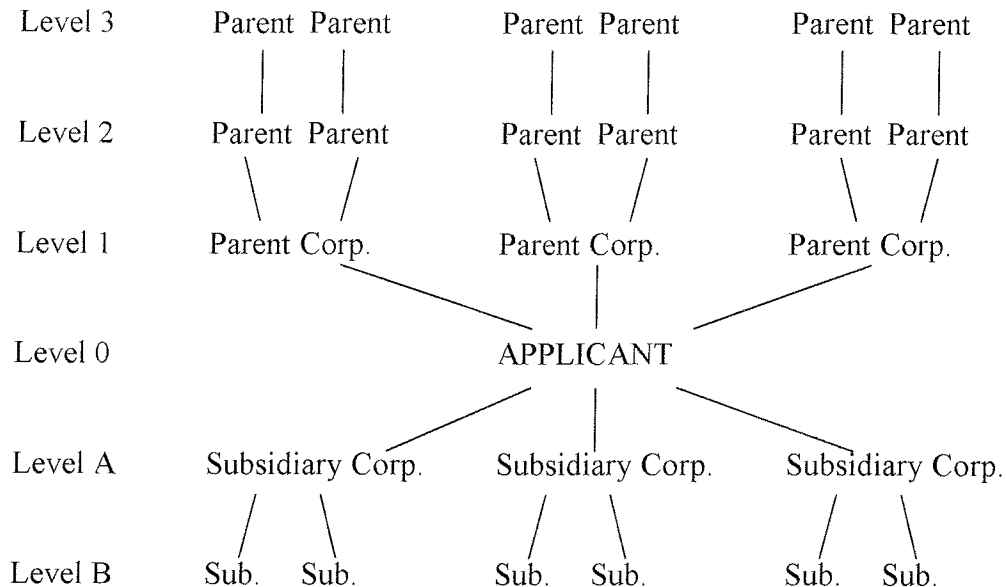 Level 3 Parent Parent Parent Parent Parent Parent
Level 2 Parent Parent Parent Parent Parent Parent
Level 1 Parent Corp. Parent Corp. Parent Corp.
Level 0 APPLICANT
Level A Subsidiary Corp. Subsidiary Corp. Subsidiary Corp.
Level B Sub. Sub. Sub. Sub. Sub. Sub.